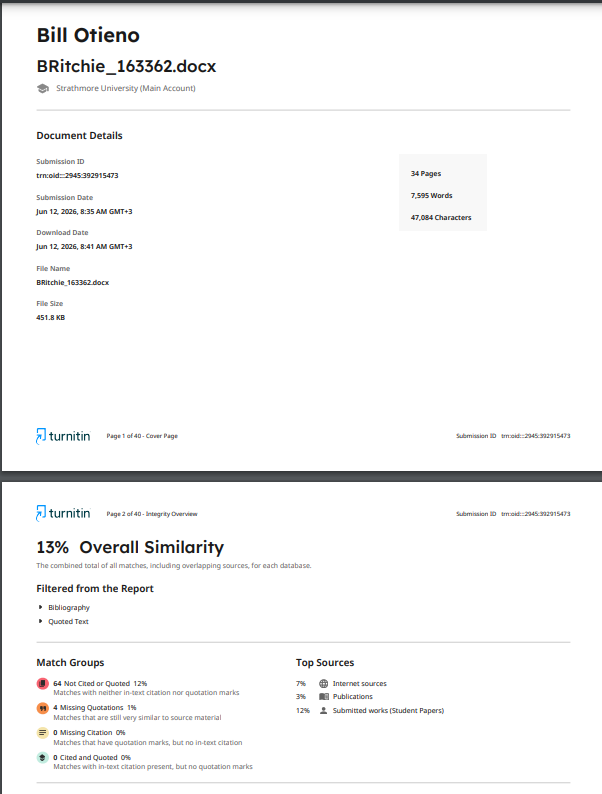 Bill Otieno
BRitchie_163362.docx
Strathmore University (Main Account)
Document Details
Submission ID
trn:oid:::2945:392915473
Submission Date
Jun 12, 2026, 8:35 AM GMT+3
Download Date
Jun 12, 2026, 8:41 AM GMT+3
File Name
BRitchie_163362.docx
File Size
451.8 KB
34 Pages
7,595 Words
47,084 Characters
turnitin Page 1 of 40 - Cover Page Submission ID trn:oid:::2945:392915473
turnitin Page 2 of 40 - Integrity Overview Submission ID trn:oid:::2945:392915473
13% Overall Similarity
The combined total of all matches, including overlapping sources, for each database.
Filtered from the Report
Bibliography
Quoted Text
Match Groups
64 Not Cited or Quoted 12%
Matches with neither in-text citation nor quotation marks
4 Missing Quotations 1%
Matches that are still very similar to source material
0 Missing Citation 0%
Matches that have quotation marks, but no in-text citation
0 Cited and Quoted 0%
Matches with in-text citation present, but no quotation marks
Top Sources
7% Internet sources
3% Publications
12% Submitted works (Student Papers)